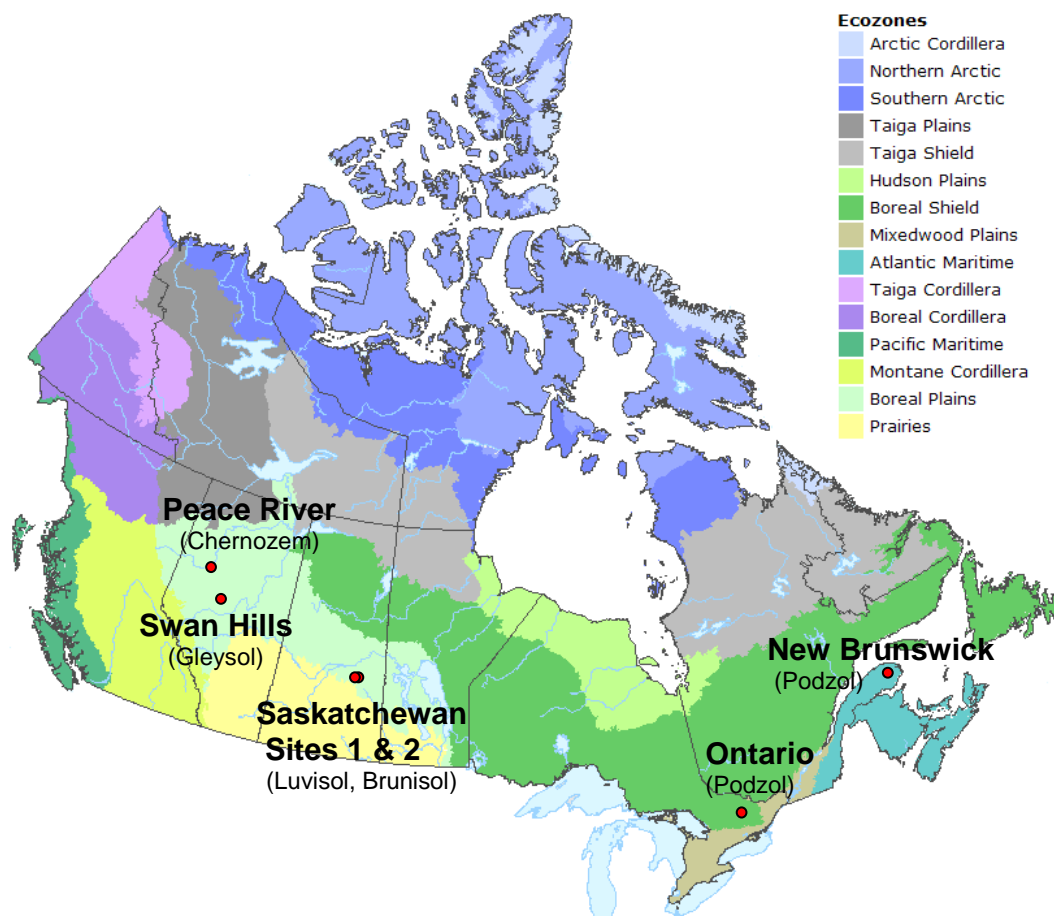 Ecozones
Arctic Cordillera
Northern Arctic
Southern Arctic
Taiga Plains
Taiga Shield
Hudson Plains
Boreal Shield
Mixedwood Plains
Atlantic Maritime
Taiga Cordillera
Boreal Cordillera
Pacific Maritime
Montane Cordillera
Boreal Plains
Prairies
Peace River
(Chernozem)
Swan Hills
(Gleysol)
Saskatchewan
Sites 1 & 2
(Luvisol, Brunisol)
New Brunswick
(Podzol)
Ontario
(Podzol)